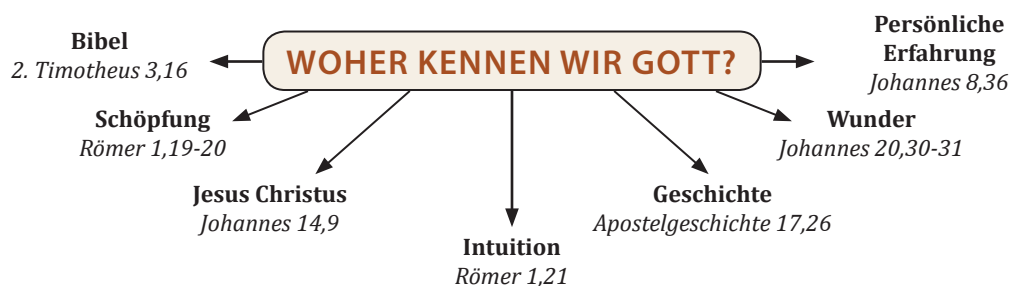 WOHER KENNEN WIR GOTT?
Bibel
2. Timotheus 3,16
Schöpfung
Römer 1,19-20
Jesus Christus
Johannes 14,9
Intuition
Römer 1,21
Geschichte
Apostelgeschichte 17,26
Wunder
Johannes 20,30-31
Persönliche
Erfahrung
Johannes 8,36